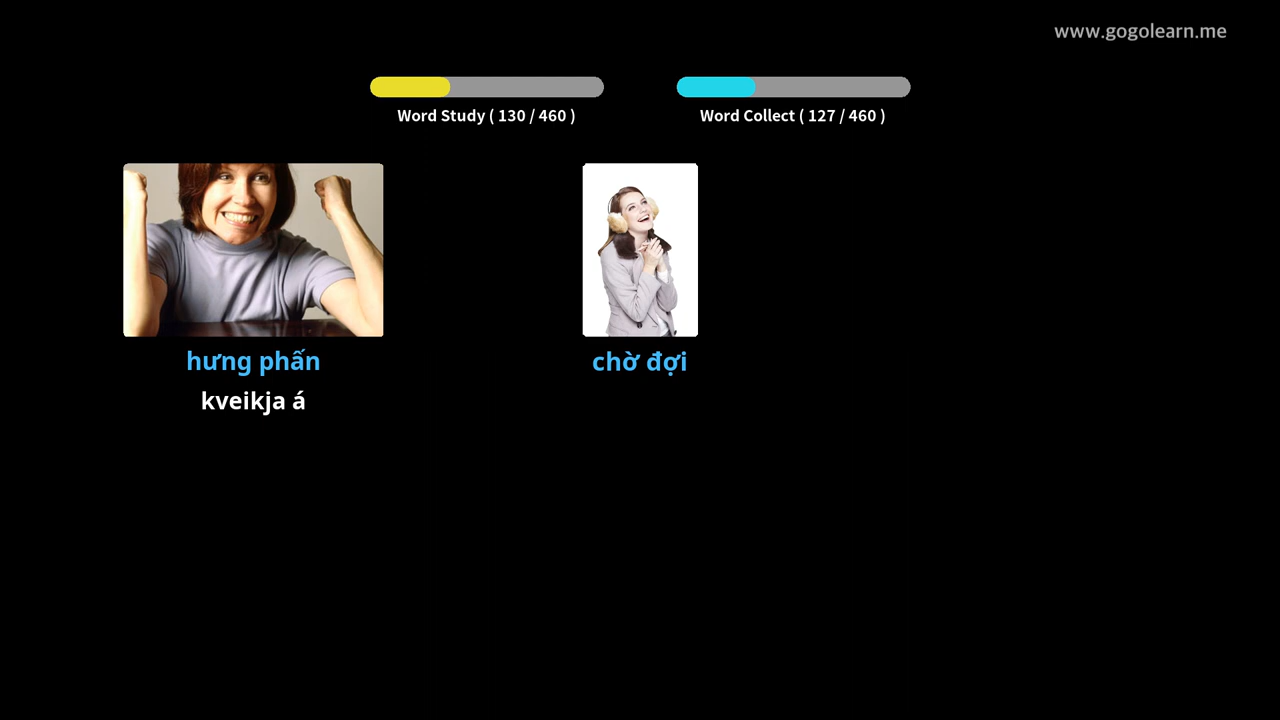 www.gogolearn.me
Word Study ( 130 / 460 )
Word Collect ( 127 / 460 )
hưng phấn
kveikja á
chờ đợi